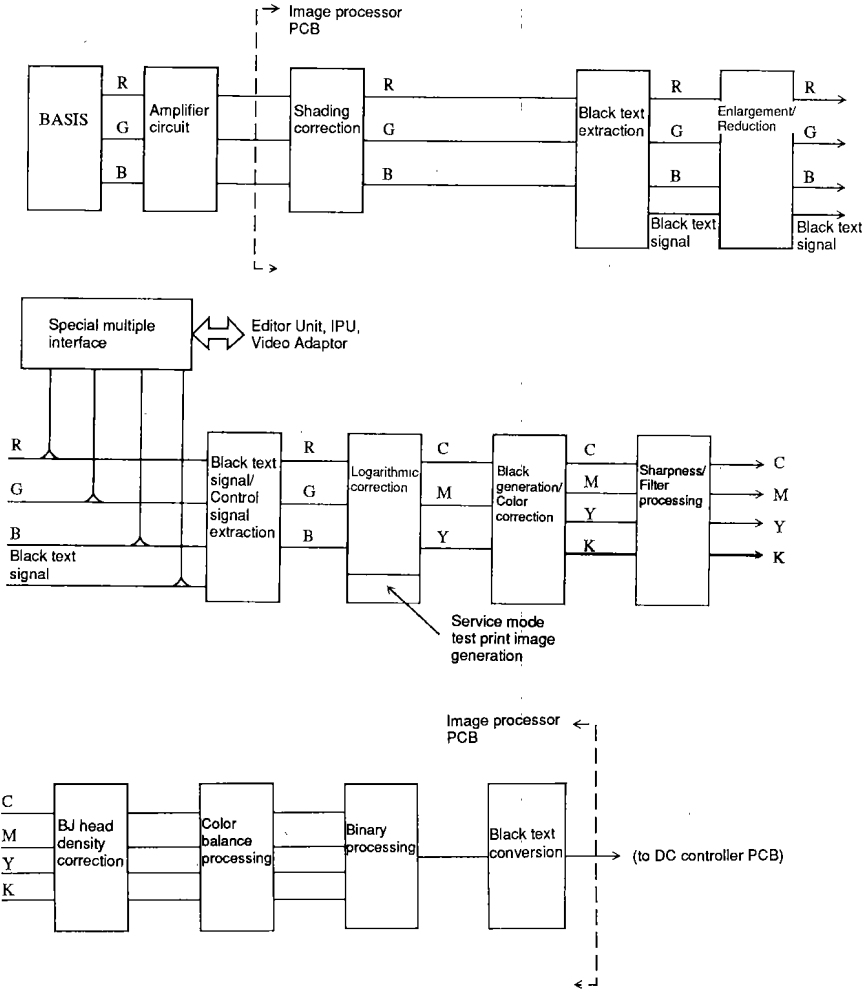 Image processor
PCB
BASIS
R
G
B
Amplifier
circuit
Shading
correction
R
G
B
Black text
extraction
R
G
B
Black text
signal
Enlargement/
Reduction
R
G
B
Black text
signal
Special multiple
interface
Editor Unit, IPU,
Video Adaptor
R
G
B
Black text
signal
Black text
signal/
Control
signal
extraction
R
G
B
Logarithmic
correction
C
M
Y
Black
generation/
Color
correction
C
M
Y
K
Sharpness/
Filter
processing
C
M
Y
K
Service mode
test print image
generation
Image processor
PCB
C
M
Y
K
BJ head
density
correction
Color
balance
processing
Binary
processing
Black text
conversion
(to DC controller PCB)